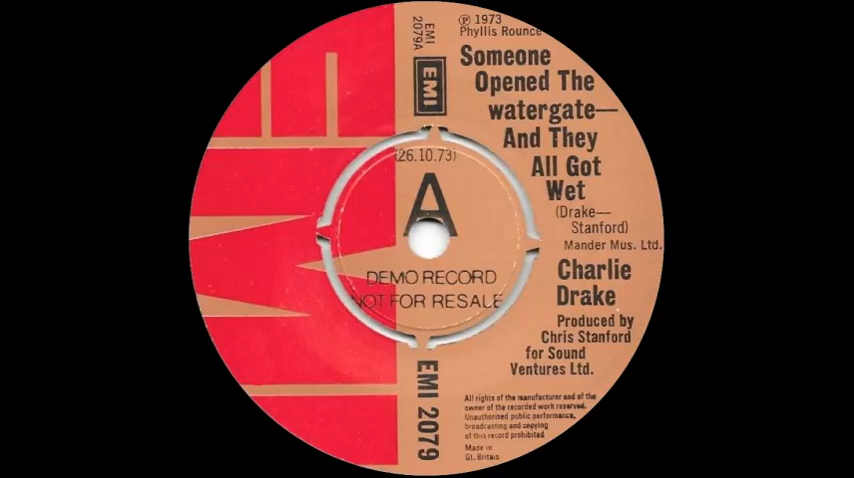 EMI
2079A
EMI
℗ 1973
Phyllis Rounce
Someone
Opened The
watergate—
And They
All Got
Wet
(Drake—
Stanford)
Mander Mus. Ltd.
(26.10.73)
A
DEMO RECORD
NOT FOR RESALE
Charlie
Drake
Produced by
Chris Stanford
for Sound
Ventures Ltd.
EMI 2079
All rights of the manufacturer and of the
owner of the recorded work reserved.
Unauthorised public performance,
broadcasting and copying
of this record prohibited
Made in
Gt. Britain
EMI